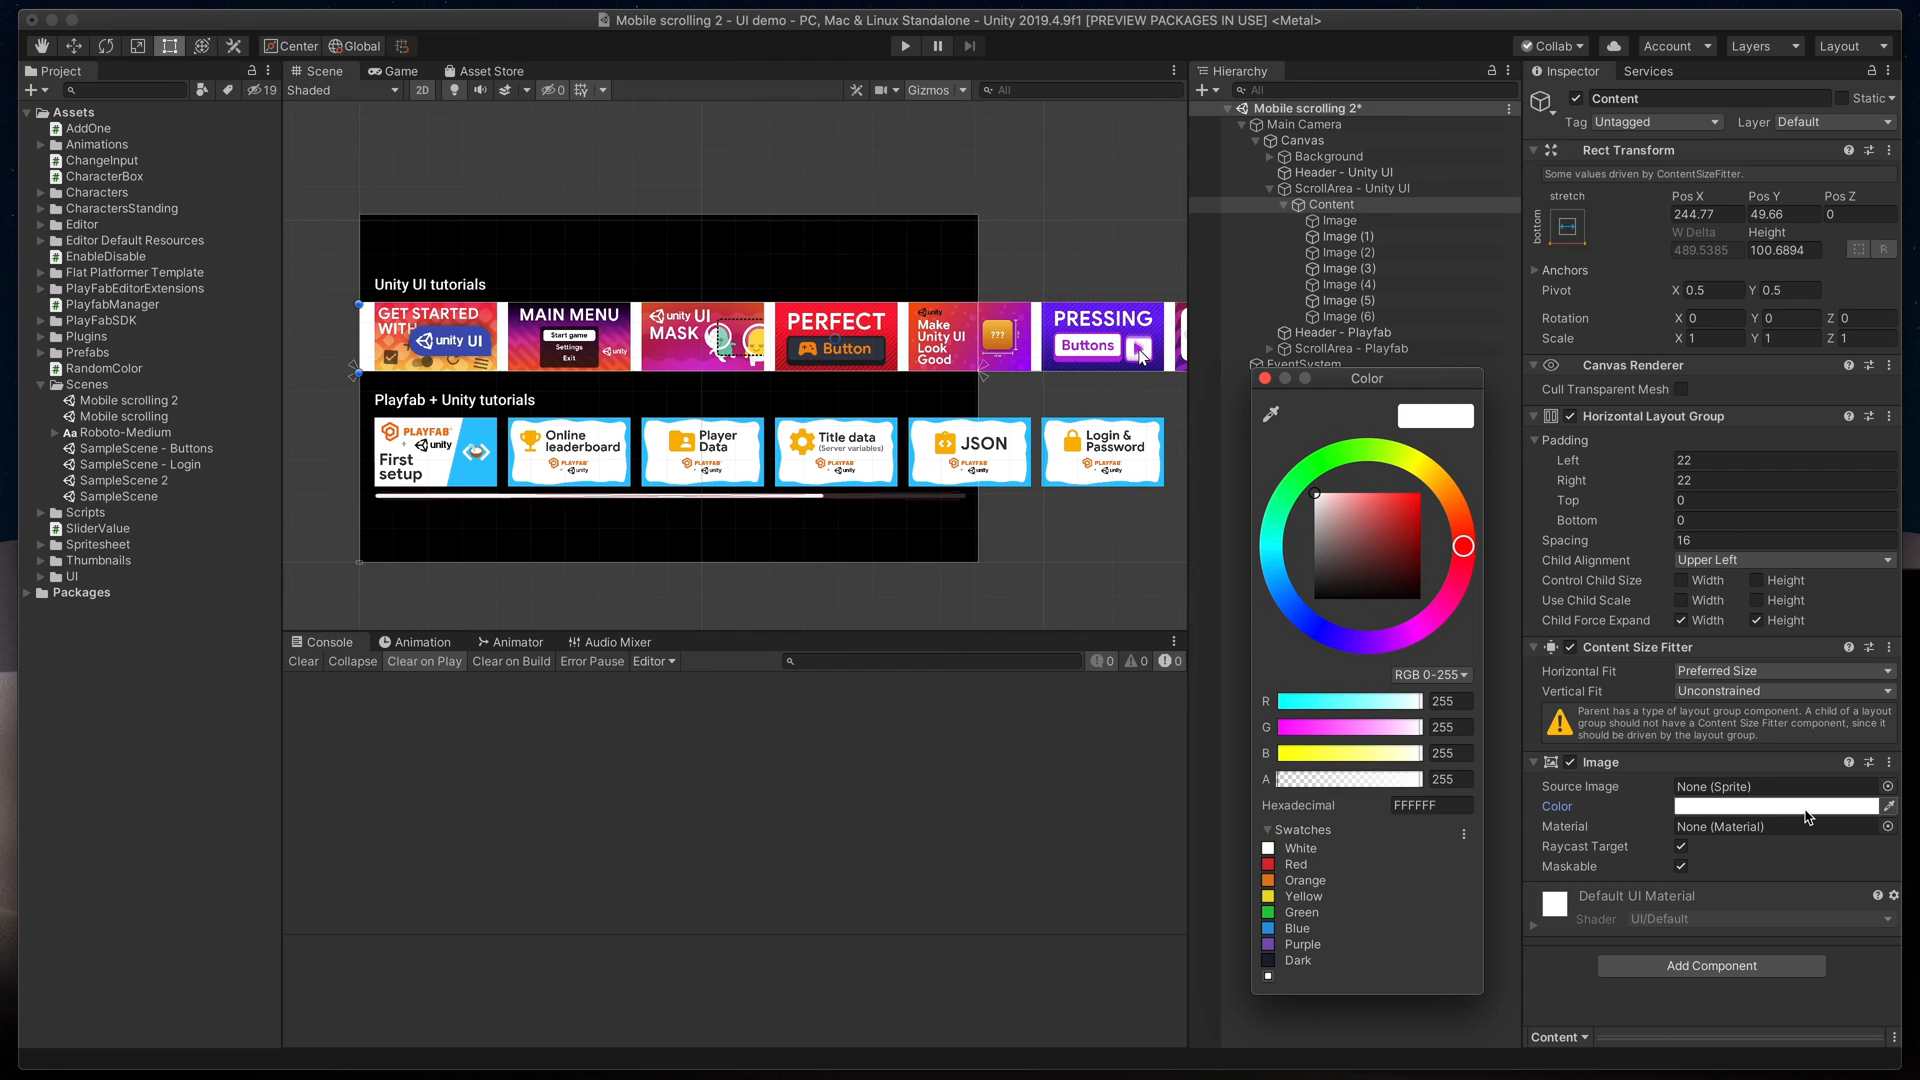 Mobile scrolling 2 - UI demo - PC, Mac & Linux Standalone - Unity 2019.4.9f1 [PREVIEW PACKAGES IN USE] <Metal>
Center Global Collab Account Layers Layout
Project 19
Assets
AddOne
Animations
ChangeInput
CharacterBox
Characters
CharactersStanding
Editor
Editor Default Resources
EnableDisable
Flat Platformer Template
PlayFabEditorExtensions
PlayfabManager
PlayFabSDK
Plugins
Prefabs
RandomColor
Scenes
Mobile scrolling 2
Mobile scrolling
Roboto-Medium
SampleScene - Buttons
SampleScene - Login
SampleScene 2
SampleScene
Scripts
SliderValue
Spritesheet
Thumbnails
UI
Packages
Scene Game Asset Store
Shaded 2D 0 Gizmos All
Unity UI tutorials
GET STARTED
WITH
unity UI
MAIN MENU
Start game
Settings
Exit
unity
unity UI
MASK
PERFECT
Button
unity
Make
Unity UI
Look
Good
???
PRESSING
Buttons
Playfab + Unity tutorials
PLAYFAB
+ unity
First
setup
Online
leaderboard
PLAYFAB
+ unity
Player
Data
PLAYFAB
+ unity
Title data
(Server variables)
PLAYFAB
+ unity
JSON
PLAYFAB
+ unity
Login &
Password
PLAYFAB
+ unity
Console Animation Animator Audio Mixer
Clear Collapse Clear on Play Clear on Build Error Pause Editor 0 0 0
Hierarchy
All
Mobile scrolling 2*
Main Camera
Canvas
Background
Header - Unity UI
ScrollArea - Unity UI
Content
Image
Image (1)
Image (2)
Image (3)
Image (4)
Image (5)
Image (6)
Header - Playfab
ScrollArea - Playfab
EventSystem
Color
RGB 0-255
R 255
G 255
B 255
A 255
Hexadecimal FFFFFF
Swatches
White
Red
Orange
Yellow
Green
Blue
Purple
Dark
Inspector Services
Content Static
Tag Untagged Layer Default
Rect Transform
Some values driven by ContentSizeFitter.
stretch Pos X Pos Y Pos Z
bottom 244.77 49.66 0
W Delta Height
489.5385 100.6894 R
Anchors
Pivot X 0.5 Y 0.5
Rotation X 0 Y 0 Z 0
Scale X 1 Y 1 Z 1
Canvas Renderer
Cull Transparent Mesh
Horizontal Layout Group
Padding
Left 22
Right 22
Top 0
Bottom 0
Spacing 16
Child Alignment Upper Left
Control Child Size Width Height
Use Child Scale Width Height
Child Force Expand Width Height
Content Size Fitter
Horizontal Fit Preferred Size
Vertical Fit Unconstrained
Parent has a type of layout group component. A child of a layout
group should not have a Content Size Fitter component, since it
should be driven by the layout group.
Image
Source Image None (Sprite)
Color
Material None (Material)
Raycast Target
Maskable
Default UI Material
Shader UI/Default
Add Component
Content